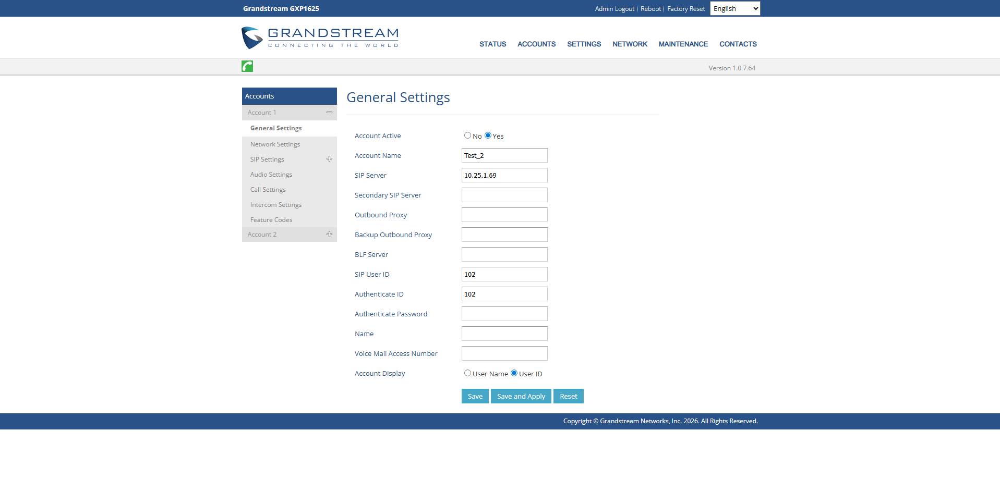 Grandstream GXP1625
Admin Logout | Reboot | Factory Reset English
GRANDSTREAM
CONNECTING THE WORLD
STATUS ACCOUNTS SETTINGS NETWORK MAINTENANCE CONTACTS
Version 1.0.7.64
Accounts
Account 1
General Settings
Network Settings
SIP Settings
Audio Settings
Call Settings
Intercom Settings
Feature Codes
Account 2
General Settings
Account Active No Yes
Account Name Test_2
SIP Server 10.25.1.69
Secondary SIP Server
Outbound Proxy
Backup Outbound Proxy
BLF Server
SIP User ID 102
Authenticate ID 102
Authenticate Password
Name
Voice Mail Access Number
Account Display User Name User ID
Save Save and Apply Reset
Copyright © Grandstream Networks, Inc. 2026. All Rights Reserved.